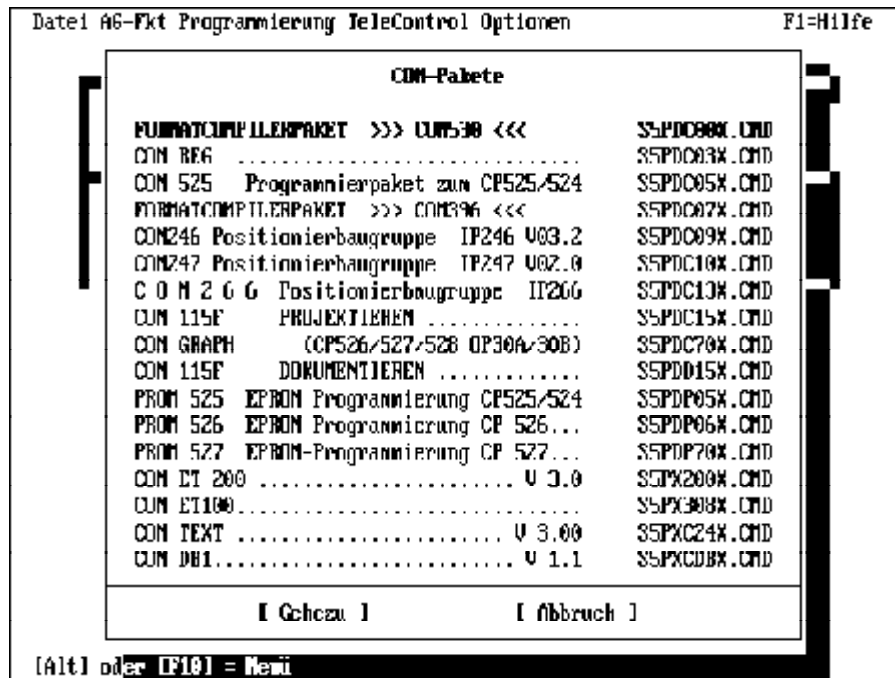 Datei AG-Fkt Programmierung TeleControl Optionen F1=Hilfe
COM-Pakete
FORMATCOMPILERPAKET >>> COM530 <<< S5PDC00X.CMD
COM REG ................................ S5PDC03X.CMD
COM 525 Programmierpaket zum CP525/524 S5PDC05X.CMD
FORMATCOMPILERPAKET >>> COM396 <<< S5PDC07X.CMD
COM246 Positionierbaugruppe IP246 V03.2 S5PDC09X.CMD
COM247 Positionierbaugruppe IP247 V02.0 S5PDC10X.CMD
C O M 2 6 6 Positionierbaugruppe IP266 S5PDC13X.CMD
COM 115F PROJEKTIEREN .............. S5PDC15X.CMD
COM GRAPH (CP526/527/528 OP30A/30B) S5PDC70X.CMD
COM 115F DOKUMENTIEREN ............. S5PDD15X.CMD
PROM 525 EPROM Programmierung CP525/524 S5PDP05X.CMD
PROM 526 EPROM Programmierung CP 526... S5PDP06X.CMD
PROM 527 EPROM-Programmierung CP 527... S5PDP70X.CMD
COM ET 200 ........................ V 3.0 S5PX200X.CMD
COM ET100................................ S5PX308X.CMD
COM TEXT ......................... V 3.00 S5PXC24X.CMD
COM DB1............................ V 1.1 S5PXCDBX.CMD
[ Gehezu ] [ Abbruch ]
[Alt] oder [F10] = Menü